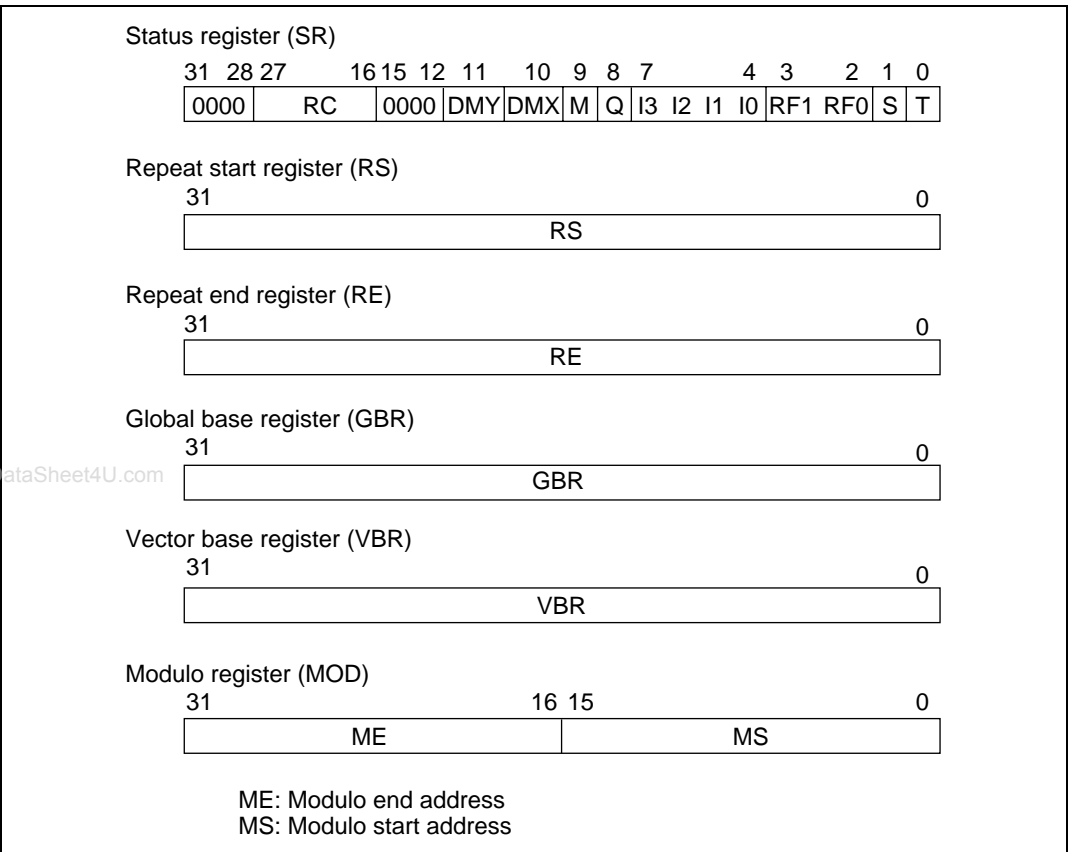 Status register (SR)
31 28 27 16 15 12 11 10 9 8 7 4 3 2 1 0
0000 RC 0000 DMY DMX M Q I3 I2 I1 I0 RF1 RF0 S T
Repeat start register (RS)
31 0
RS
Repeat end register (RE)
31 0
RE
Global base register (GBR)
31 0
GBR
ataSheet4U.com
Vector base register (VBR)
31 0
VBR
Modulo register (MOD)
31 16 15 0
ME MS
ME: Modulo end address
MS: Modulo start address